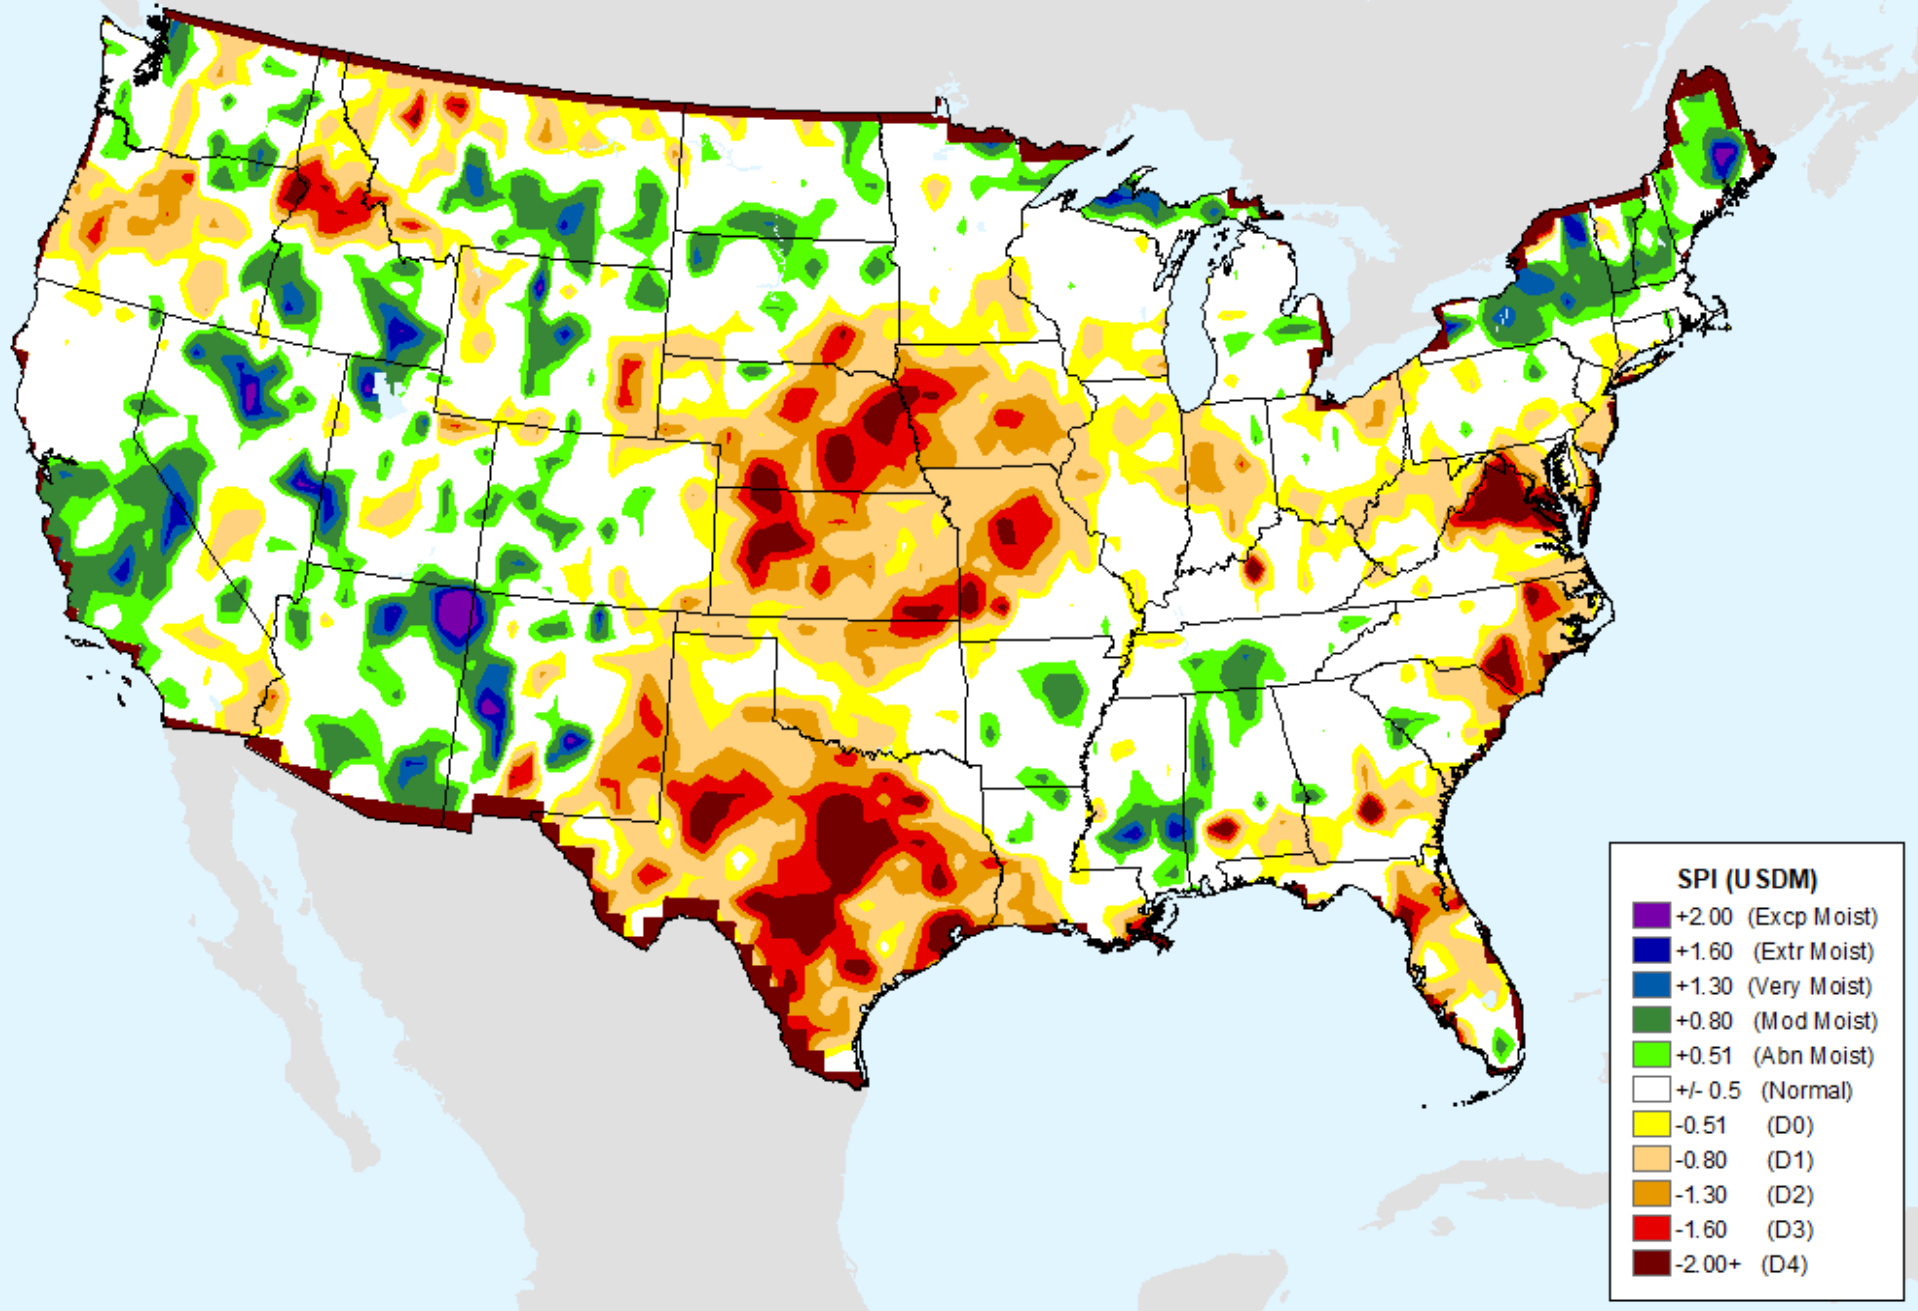 SPI (USDM)
+2.00 (Excp Moist)
+1.60 (Extr Moist)
+1.30 (Very Moist)
+0.80 (Mod Moist)
+0.51 (Abn Moist)
+/- 0.5 (Normal)
-0.51 (D0)
-0.80 (D1)
-1.30 (D2)
-1.60 (D3)
-2.00+ (D4)